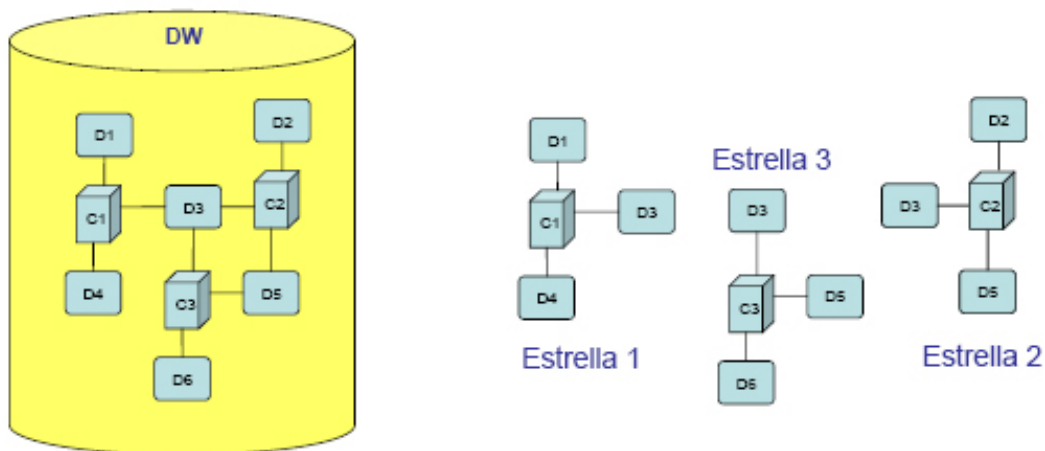 DW
D1
D2
C1
D3
C2
D4
C3
D5
D6
D1
C1
D3
D4
Estrella 1
Estrella 3
D3
C3
D5
D6
D2
D3
C2
D5
Estrella 2